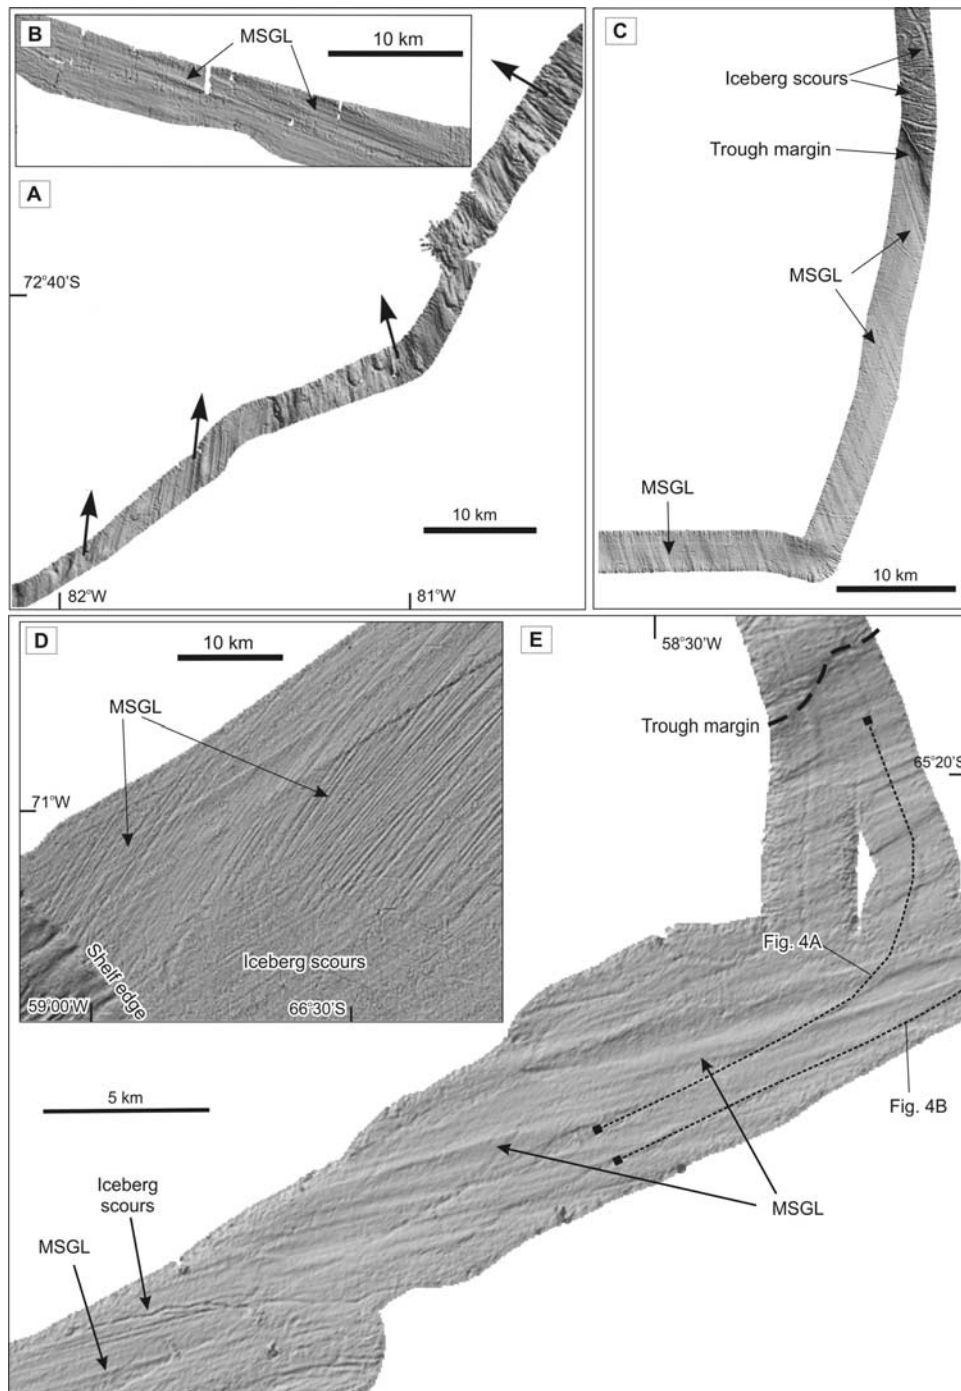 B
MSGL
10 km
A
72°40'S
10 km
82°W
81°W
C
Iceberg scours
Trough margin
MSGL
MSGL
10 km
D
10 km
MSGL
71°W
Iceberg scours
Shelf edge
59°00'W
66°30'S
E
58°30'W
Trough margin
65°20'S
Fig. 4A
5 km
Fig. 4B
MSGL
Iceberg
scours
MSGL